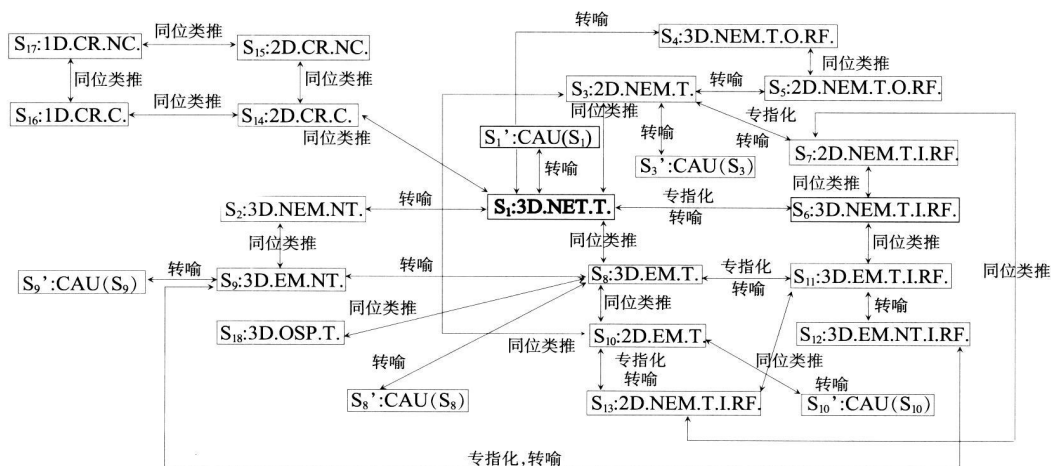 转喻
S₄:3D.NEM.T.O.RF.
S₁₇:1D.CR.NC.
同位类推
S₁₅:2D.CR.NC.
同位类推
同位类推
同位类推
S₃:2D.NEM.T.
转喻
S₅:2D.NEM.T.O.RF.
S₁₆:1D.CR.C.
同位类推
S₁₄:2D.CR.C.
同位类推
同位类推
专指化
转喻
S₁':CAU(S₁)
转喻
S₇:2D.NEM.T.I.RF.
转喻
S₃':CAU(S₃)
同位类推
S₂:3D.NEM.NT.
转喻
S₁:3D.NET.T.
专指化
转喻
S₆:3D.NEM.T.I.RF.
同位类推
同位类推
同位类推
同位类推
S₉':CAU(S₉)
转喻
S₉:3D.EM.NT.
转喻
S₈:3D.EM.T.
专指化
转喻
S₁₁:3D.EM.T.I.RF.
同位类推
转喻
S₁₈:3D.OSP.T.
同位类推
S₁₀:2D.EM.T.
S₁₂:3D.EM.NT.I.RF.
转喻
专指化
转喻
同位类推
转喻
S₈':CAU(S₈)
S₁₃:2D.NEM.T.I.RF.
S₁₀':CAU(S₁₀)
专指化,转喻